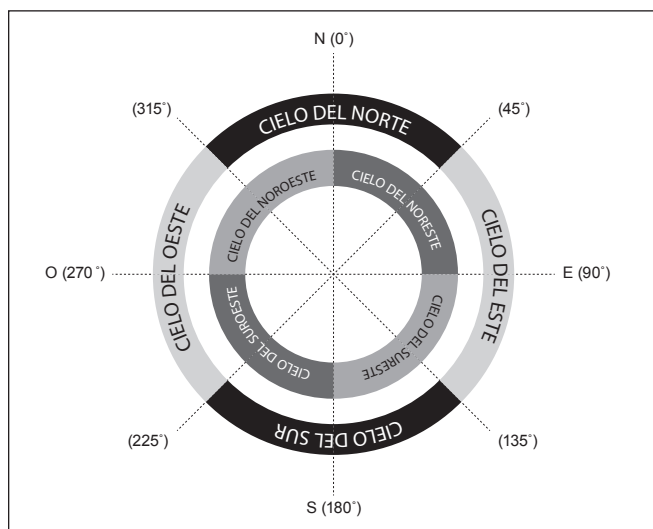 N (0˚)
(315˚)
(45˚)
CIELO DEL NORTE
CIELO DEL NOROESTE
CIELO DEL NORESTE
CIELO DEL OESTE
CIELO DEL ESTE
O (270˚)
E (90˚)
CIELO DEL SUROESTE
CIELO DEL SURESTE
CIELO DEL SUR
(225˚)
(135˚)
S (180˚)